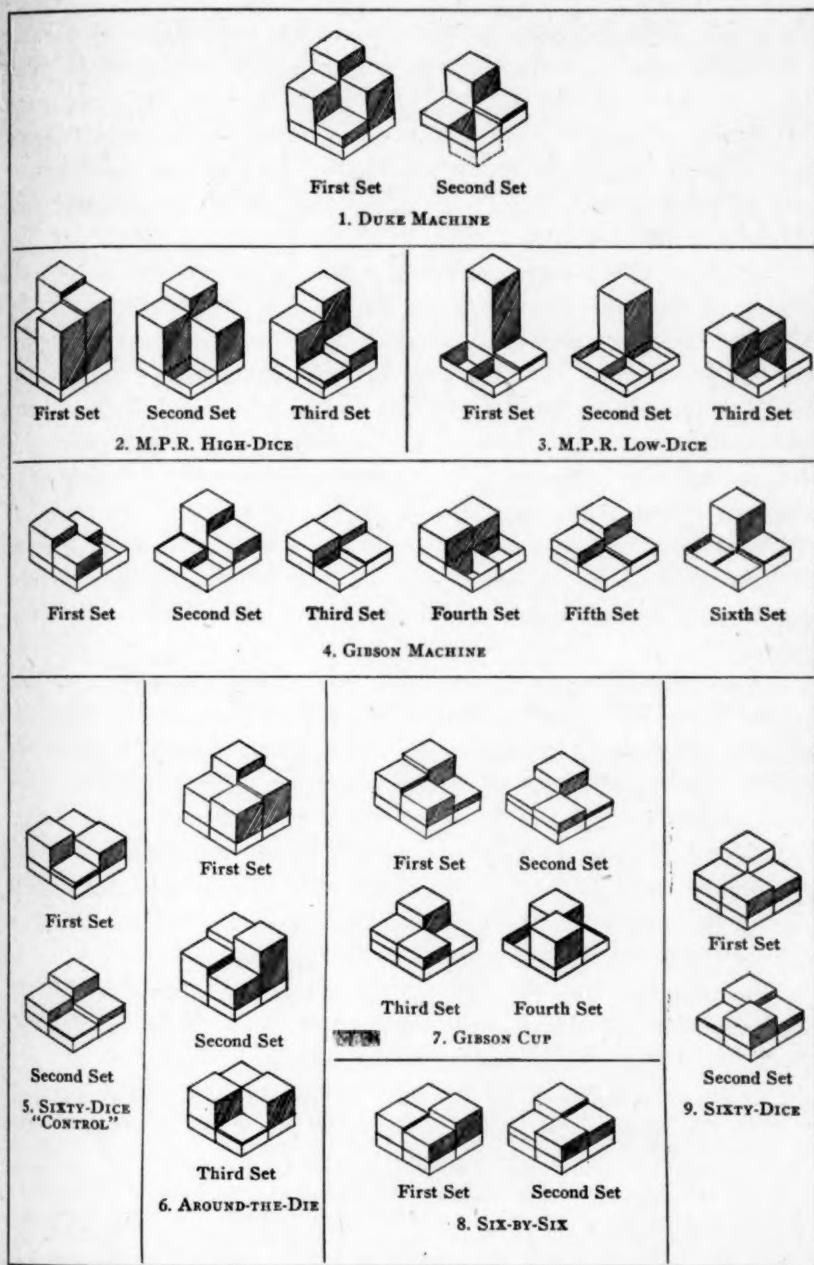 First Set Second Set
1. DUKE MACHINE
First Set Second Set Third Set
2. M.P.R. HIGH-DICE
First Set Second Set Third Set
3. M.P.R. LOW-DICE
First Set Second Set Third Set Fourth Set Fifth Set Sixth Set
4. GIBSON MACHINE
First Set
Second Set
5. SIXTY-DICE
"CONTROL"
First Set
Second Set
Third Set
6. AROUND-THE-DIE
First Set Second Set
Third Set Fourth Set
7. GIBSON CUP
First Set Second Set
8. SIX-BY-SIX
First Set
Second Set
9. SIXTY-DICE